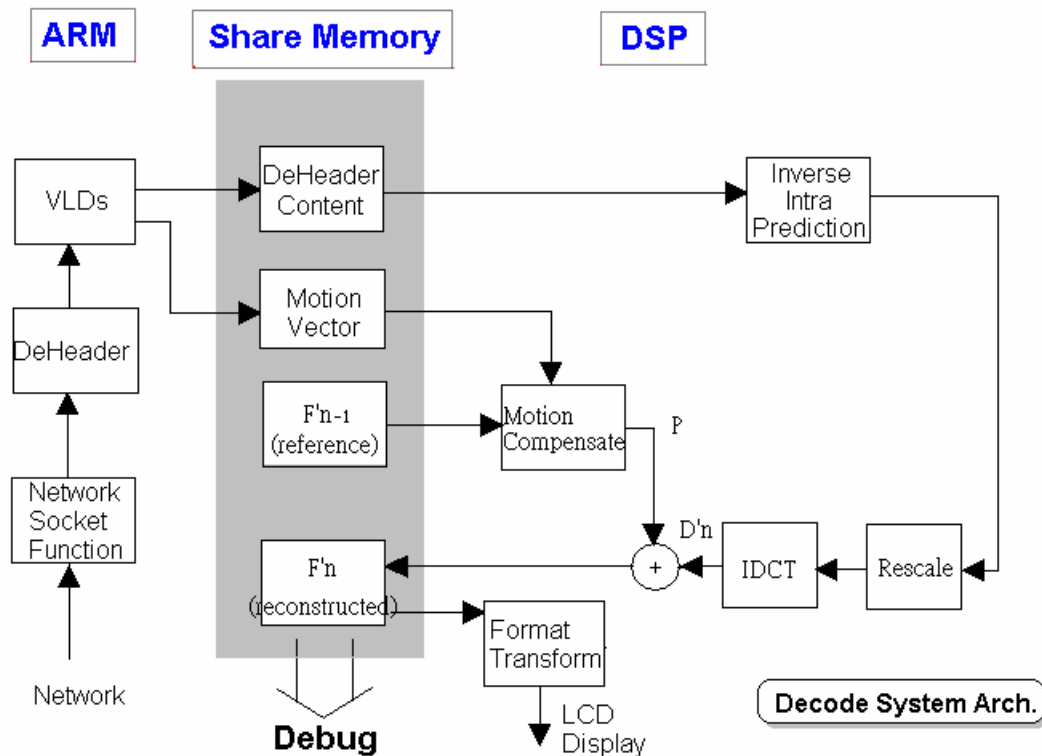 ARM
Share Memory
DSP
VLDs
DeHeader
Content
Inverse
Intra
Prediction
Motion
Vector
DeHeader
F'n-1
(reference)
Motion
Compensate
P
Network
Socket
Function
F'n
(reconstructed)
+
D'n
IDCT
Rescale
Format
Transform
Network
Debug
LCD
Display
Decode System Arch.